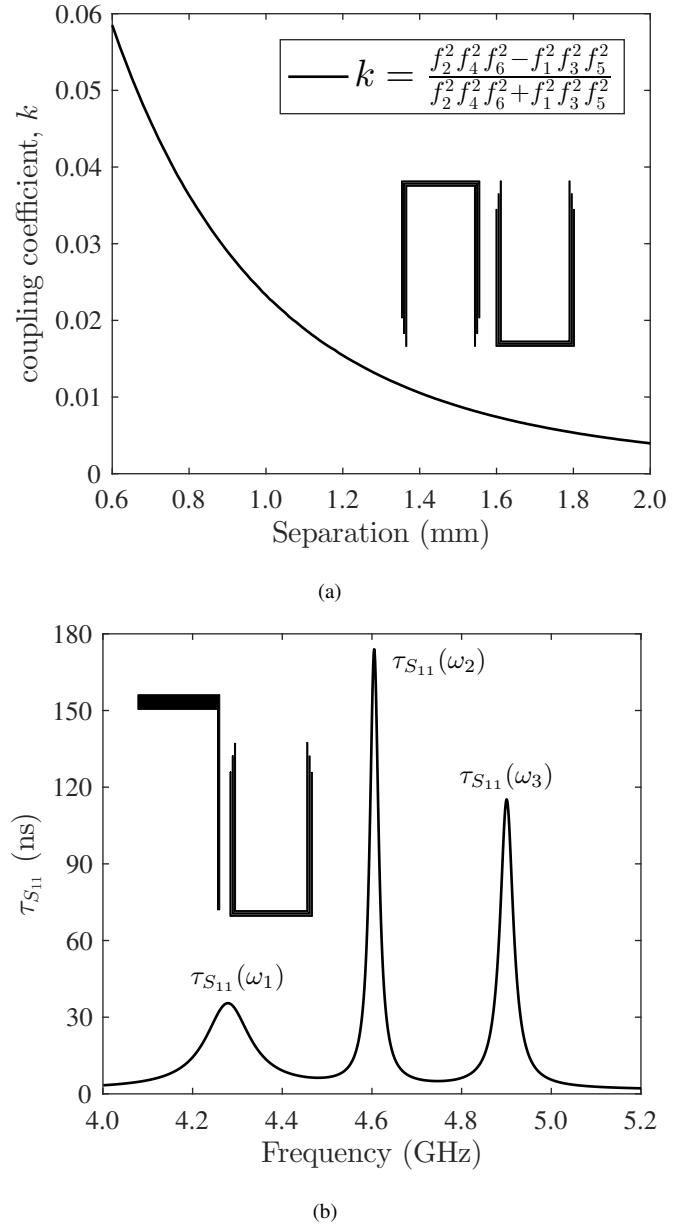 0.06
0.05
0.04
0.03
0.02
0.01
0
coupling coefficient, k
k = \frac{f_2^2 f_4^2 f_6^2 - f_1^2 f_3^2 f_5^2}{f_2^2 f_4^2 f_6^2 + f_1^2 f_3^2 f_5^2}
0.6 0.8 1.0 1.2 1.4 1.6 1.8 2.0
Separation (mm)
(a)
180
150
120
90
60
30
0
τ_{S_{11}} (ns)
τ_{S_{11}}(ω_2)
τ_{S_{11}}(ω_3)
τ_{S_{11}}(ω_1)
4.0 4.2 4.4 4.6 4.8 5.0 5.2
Frequency (GHz)
(b)